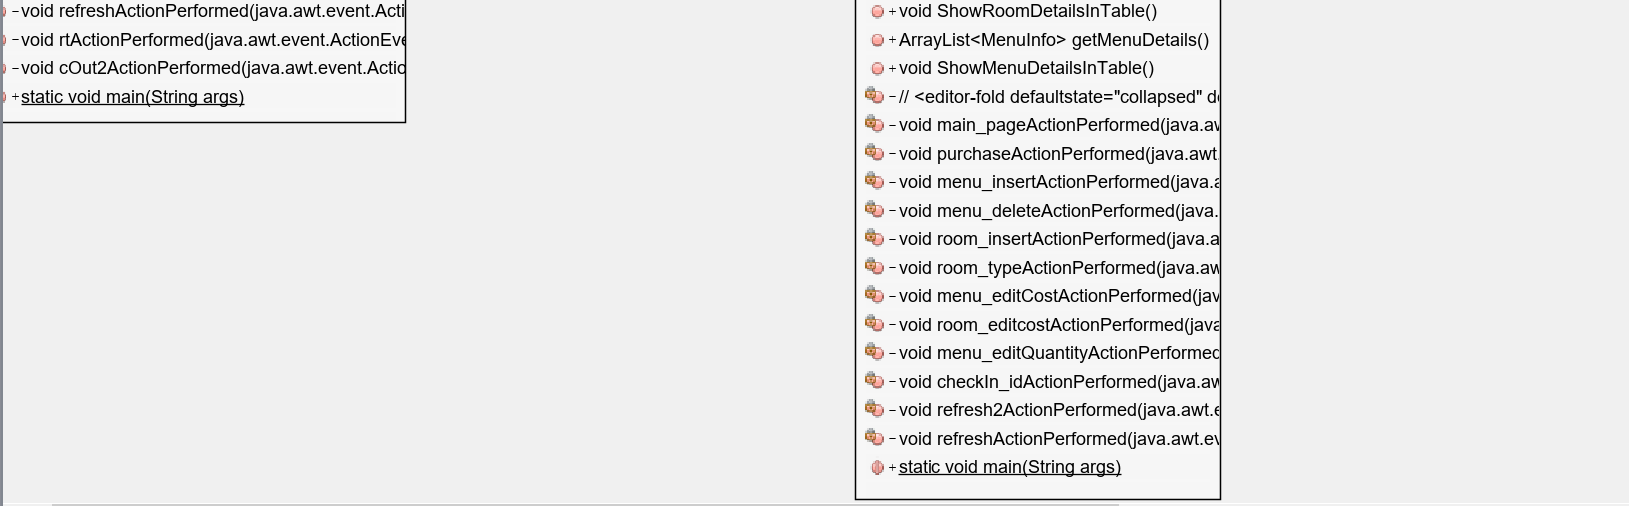 -void refreshActionPerformed(java.awt.event.Acti
-void rtActionPerformed(java.awt.event.ActionEve
-void cOut2ActionPerformed(java.awt.event.Actio
+static void main(String args)
+void ShowRoomDetailsInTable()
+ArrayList<MenuInfo> getMenuDetails()
+void ShowMenuDetailsInTable()
-// <editor-fold defaultstate="collapsed" de
-void main_pageActionPerformed(java.aw
-void purchaseActionPerformed(java.awt.
-void menu_insertActionPerformed(java.a
-void menu_deleteActionPerformed(java.
-void room_insertActionPerformed(java.a
-void room_typeActionPerformed(java.aw
-void menu_editCostActionPerformed(jav
-void room_editcostActionPerformed(java
-void menu_editQuantityActionPerformed
-void checkIn_idActionPerformed(java.aw
-void refresh2ActionPerformed(java.awt.e
-void refreshActionPerformed(java.awt.ev
+static void main(String args)